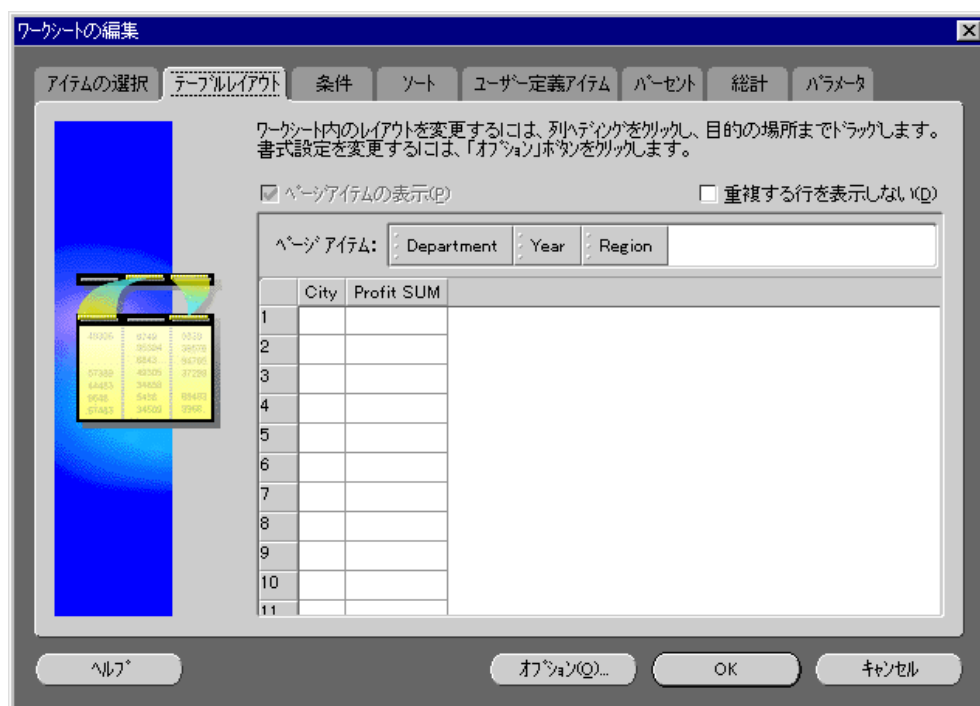 ワークシートの編集
アイテムの選択 テーブルレイアウト 条件 ソート ユーザー定義アイテム パーセント 総計 パラメータ
ワークシート内のレイアウトを変更するには、列ヘディングをクリックし、目的の場所までドラッグします。
書式設定を変更するには、「オプション」ボタンをクリックします。
ページアイテムの表示(P) 重複する行を表示しない(D)
ページ アイテム: Department Year Region
City Profit SUM
1
2
3
4
5
6
7
8
9
10
11
ヘルプ オプション(O)... OK キャンセル